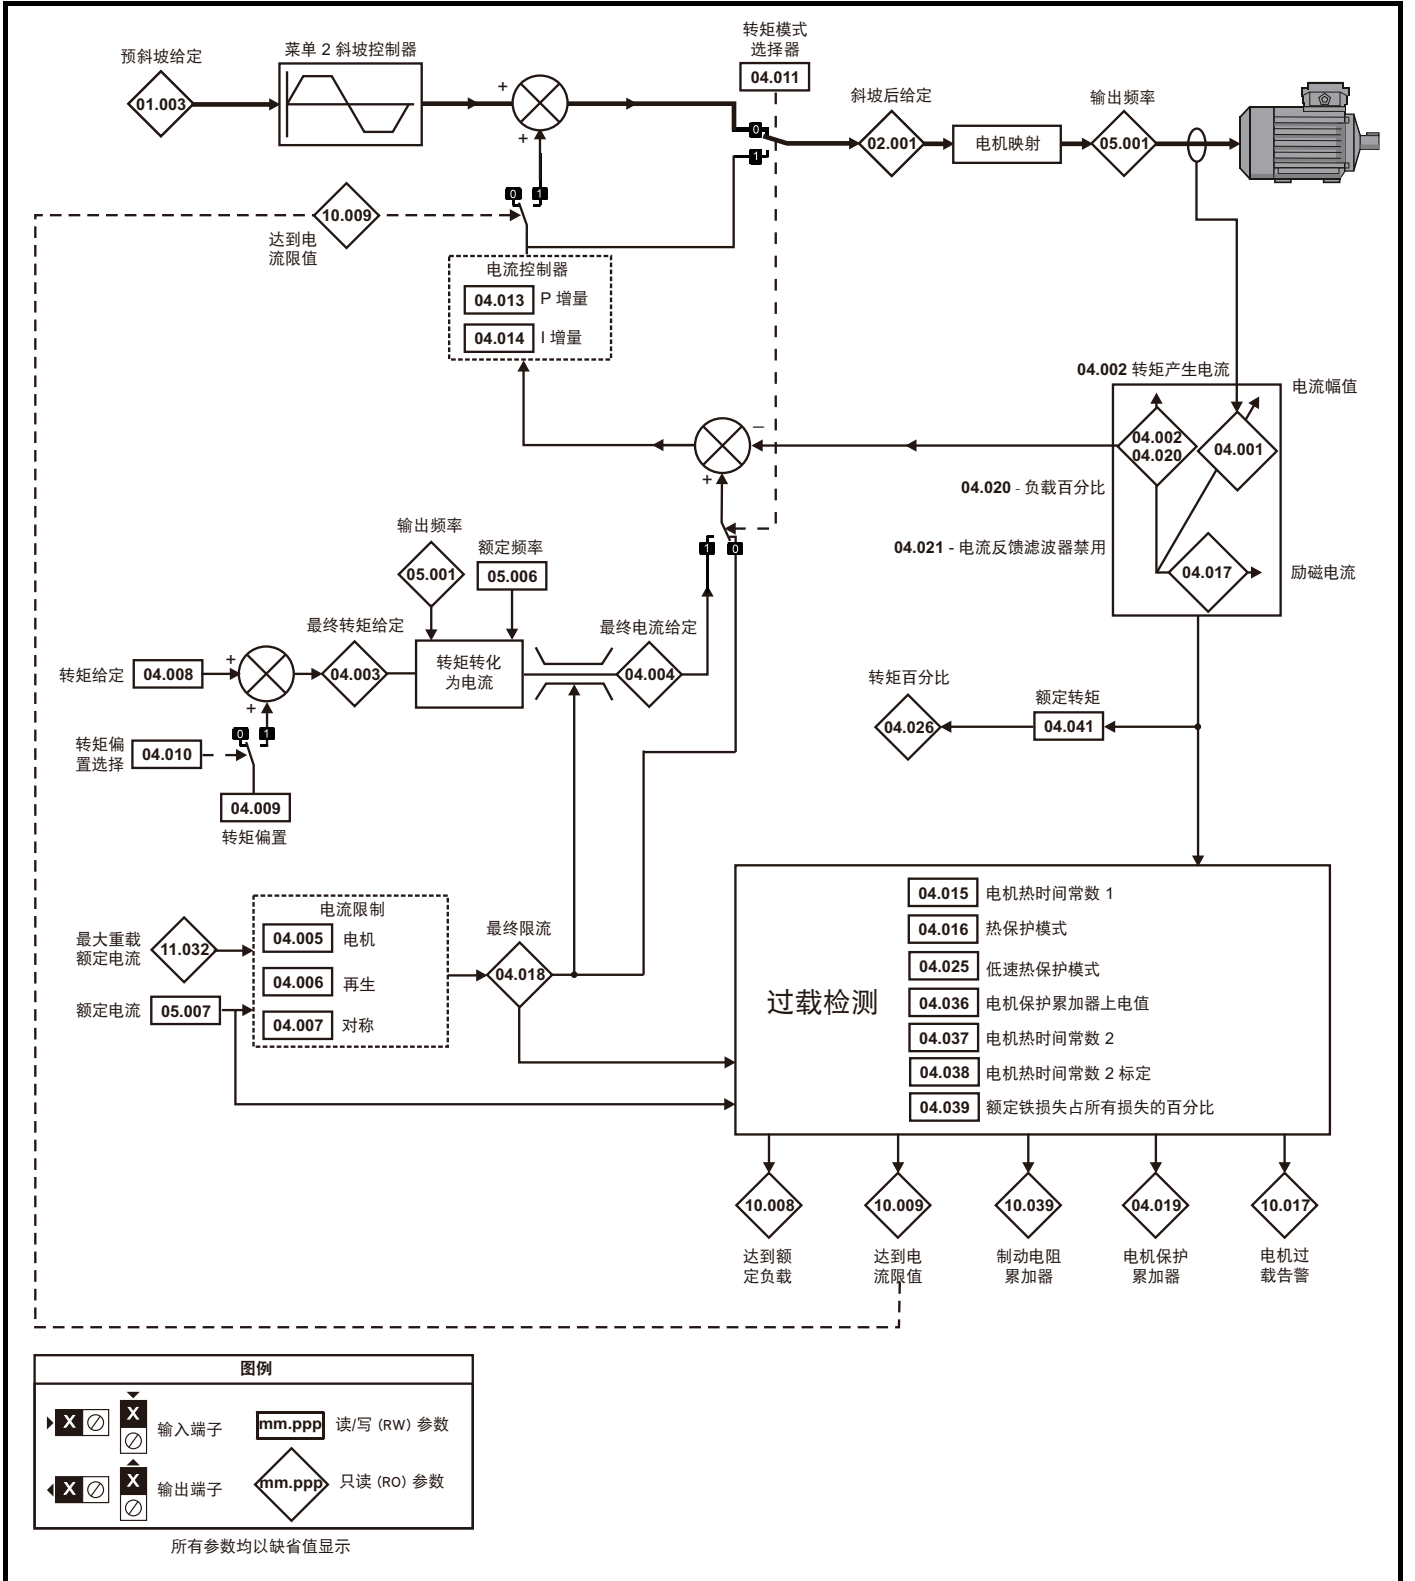 转矩模式
选择器
04.011
预斜坡给定
01.003
菜单 2 斜坡控制器
+
+
0
1
斜坡后给定
02.001
电机映射
输出频率
05.001
10.009
达到电
流限值
0
1
电流控制器
04.013 P 增量
04.014 I 增量
04.002 转矩产生电流
电流幅值
04.002
04.020
04.001
04.020 - 负载百分比
04.021 - 电流反馈滤波器禁用
04.017
励磁电流
−
+
1
0
输出频率
05.001
额定频率
05.006
最终转矩给定
04.003
转矩转化
为电流
最终电流给定
04.004
转矩给定
04.008
+
+
0
1
转矩偏
置选择
04.010
04.009
转矩偏置
转矩百分比
04.026
额定转矩
04.041
最大重载
额定电流
11.032
额定电流
05.007
电流限制
04.005 电机
04.006 再生
04.007 对称
最终限流
04.018
过载检测
04.015 电机热时间常数 1
04.016 热保护模式
04.025 低速热保护模式
04.036 电机保护累加器上电值
04.037 电机热时间常数 2
04.038 电机热时间常数 2 标定
04.039 额定铁损失占所有损失的百分比
10.008
达到额
定负载
10.009
达到电
流限值
10.039
制动电阻
累加器
04.019
电机保护
累加器
10.017
电机过
载告警
图例
X
X
输入端子
mm.ppp
读/写 (RW) 参数
X
X
输出端子
mm.ppp
只读 (RO) 参数
所有参数均以缺省值显示